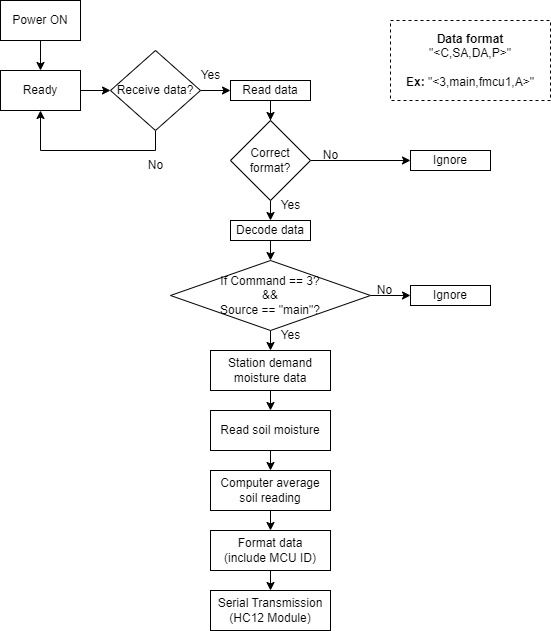 Power ON
Data format
"<C,SA,DA,P>"
Ex: "<3,main,fmcu1,A>"
Ready
Receive data?
Yes
Read data
No
Correct
format?
No
Ignore
Yes
Decode data
If Command == 3?
&&
Source == "main"?
No
Ignore
Yes
Station demand
moisture data
Read soil moisture
Computer average
soil reading
Format data
(include MCU ID)
Serial Transmission
(HC12 Module)